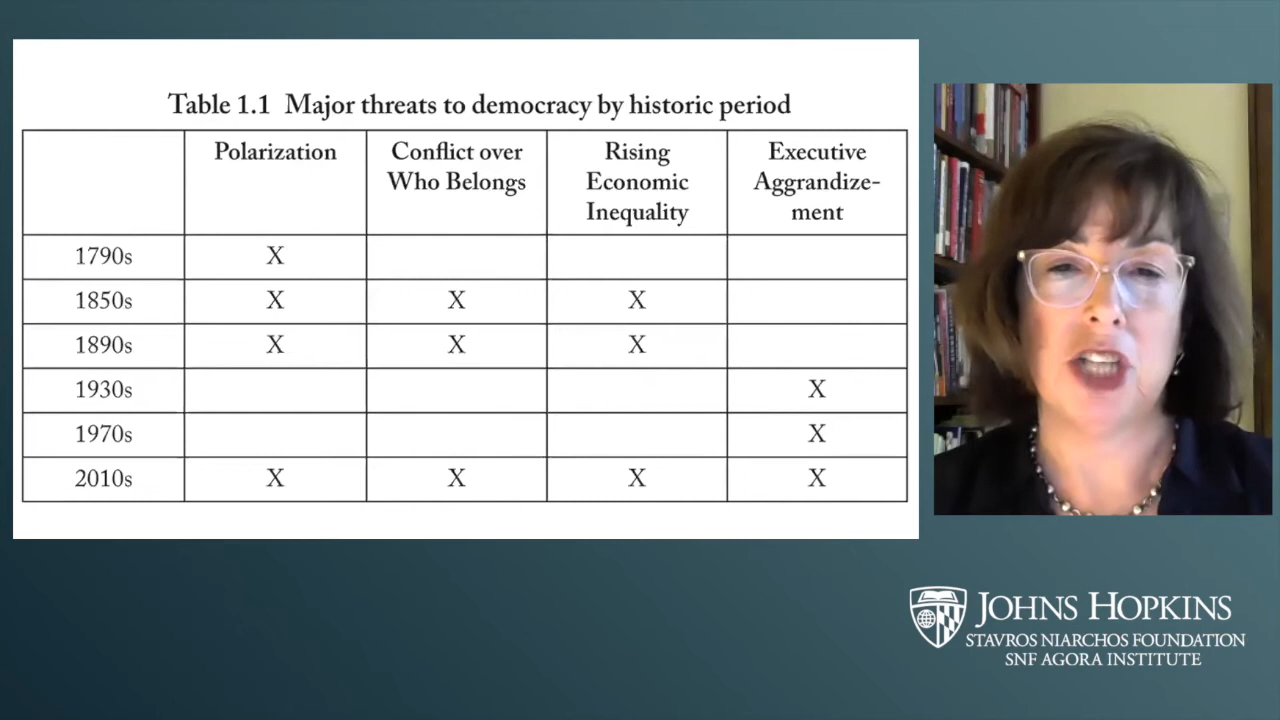 Table 1.1 Major threats to democracy by historic period
Polarization
Conflict over
Who Belongs
Rising
Economic
Inequality
Executive
Aggrandize-
ment
1790s X
1850s X X X
1890s X X X
1930s X
1970s X
2010s X X X X
JOHNS HOPKINS
STAVROS NIARCHOS FOUNDATION
SNF AGORA INSTITUTE